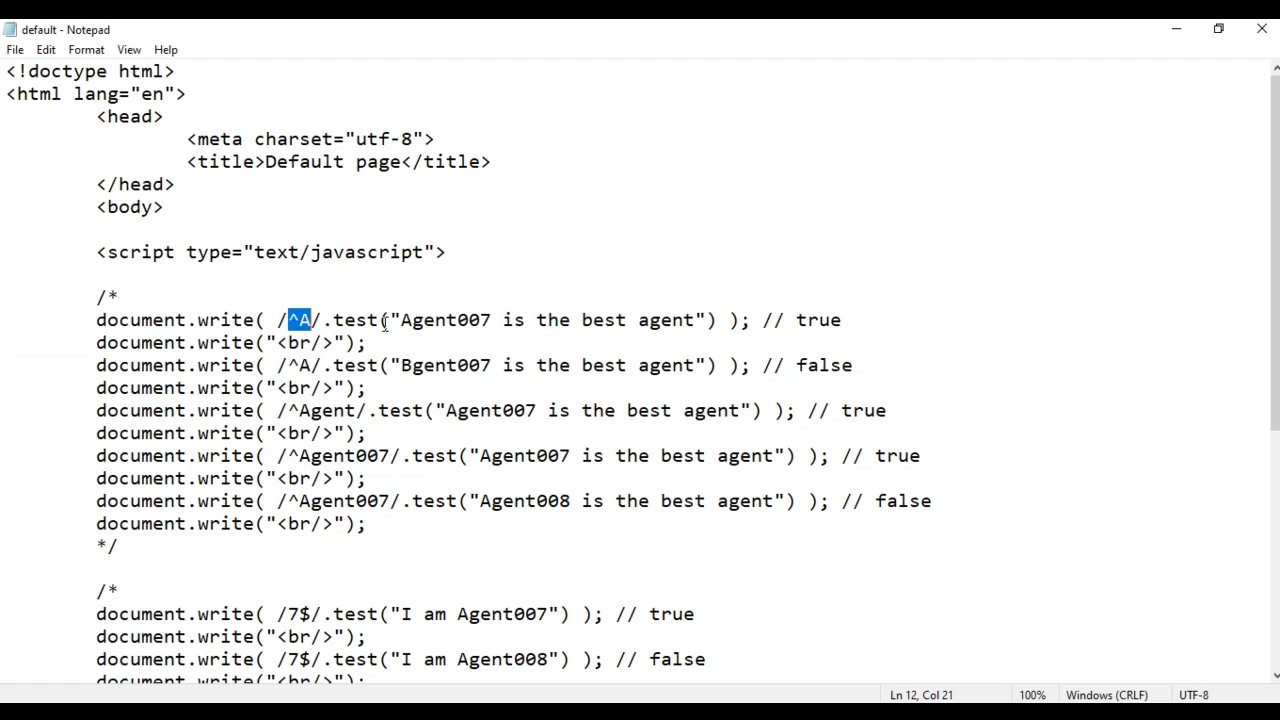 default - Notepad
File Edit Format View Help
<!doctype html>
<html lang="en">
<head>
<meta charset="utf-8">
<title>Default page</title>
</head>
<body>
<script type="text/javascript">
/*
document.write( /^A/.test("Agent007 is the best agent") ); // true
document.write("<br/>");
document.write( /^A/.test("Bgent007 is the best agent") ); // false
document.write("<br/>");
document.write( /^Agent/.test("Agent007 is the best agent") ); // true
document.write("<br/>");
document.write( /^Agent007/.test("Agent007 is the best agent") ); // true
document.write("<br/>");
document.write( /^Agent007/.test("Agent008 is the best agent") ); // false
document.write("<br/>");
*/
/*
document.write( /7$/.test("I am Agent007") ); // true
document.write("<br/>");
document.write( /7$/.test("I am Agent008") ); // false
document.write("<br/>");
Ln 12, Col 21 100% Windows (CRLF) UTF-8